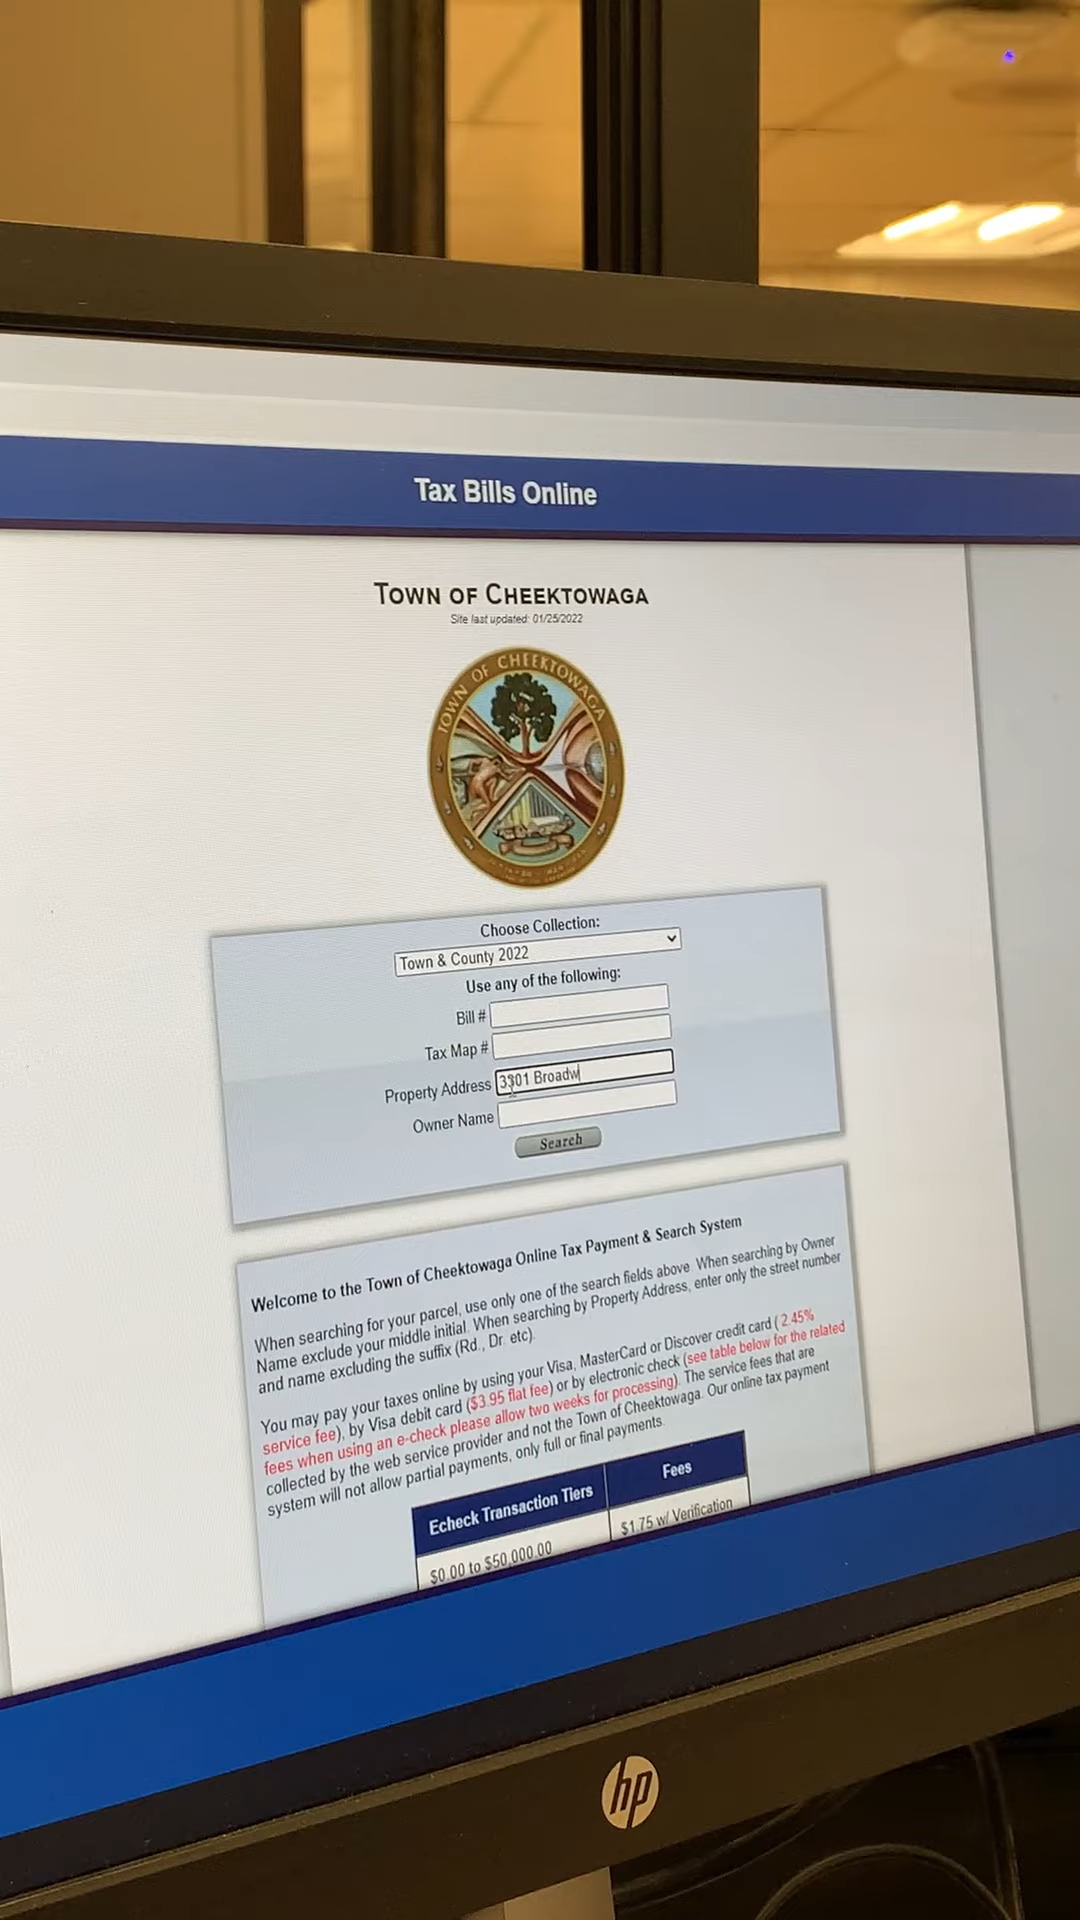 Tax Bills Online
TOWN OF CHEEKTOWAGA
Site last updated: 01/25/2022
TOWN OF CHEEKTOWAGA
Choose Collection:
Town & County 2022
Use any of the following:
Bill #
Tax Map #
Property Address 3301 Broadw
Owner Name
Search
Welcome to the Town of Cheektowaga Online Tax Payment & Search System
When searching for your parcel, use only one of the search fields above When searching by Owner
Name exclude your middle initial. When searching by Property Address, enter only the street number
and name excluding the suffix (Rd., Dr. etc).
You may pay your taxes online by using your Visa, MasterCard or Discover credit card ( 2.45%
service fee), by Visa debit card ($3.95 flat fee) or by electronic check (see table below for the related
fees when using an e-check please allow two weeks for processing). The service fees that are
collected by the web service provider and not the Town of Cheektowaga. Our online tax payment
system will not allow partial payments, only full or final payments.
Echeck Transaction Tiers Fees
$0.00 to $50,000.00 $1.75 w/ Verification
hp